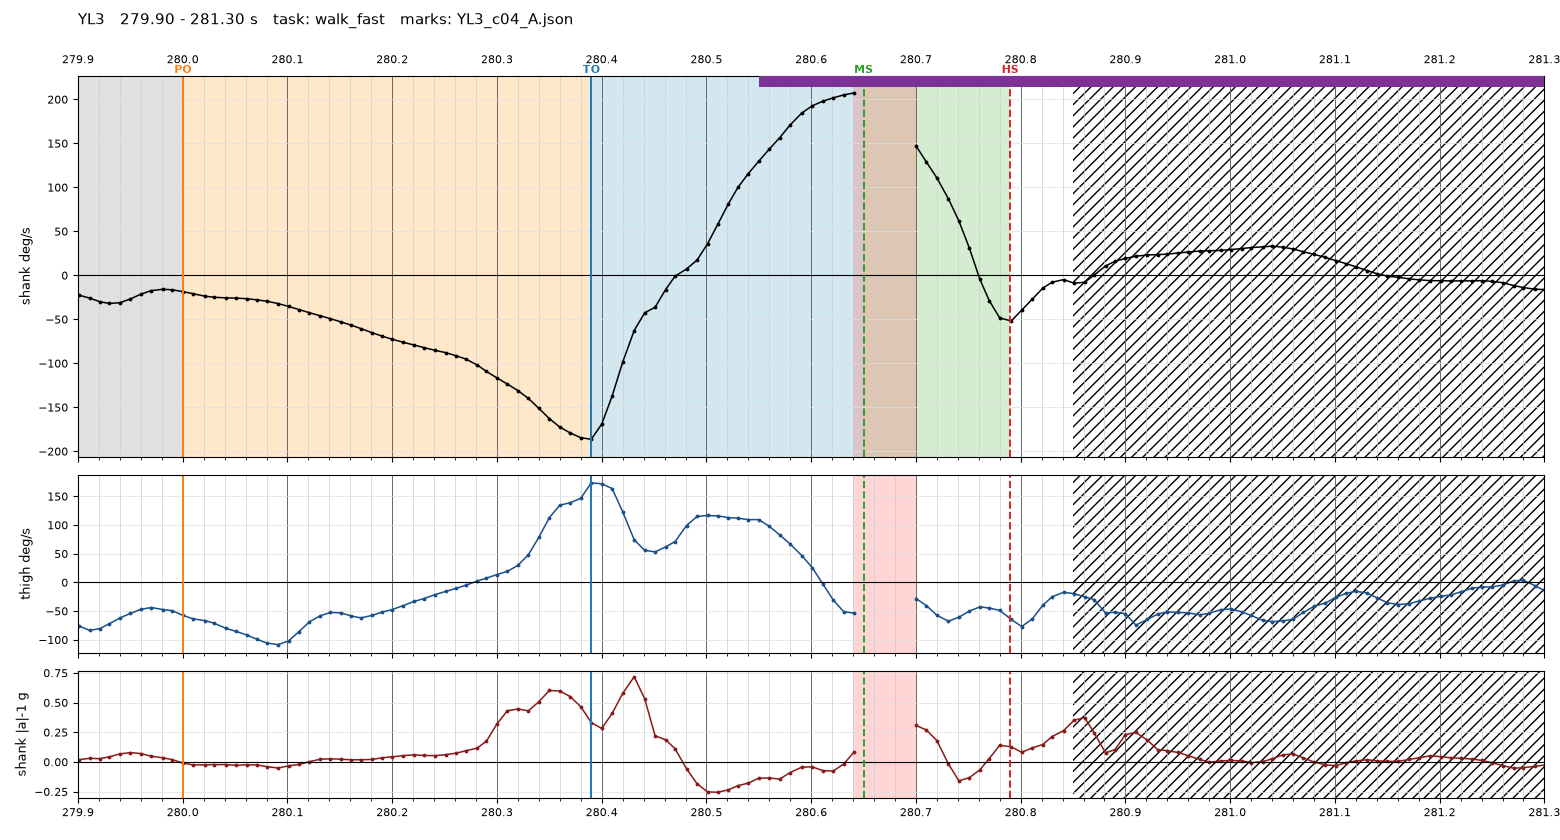 YL3   279.90 - 281.30 s   task: walk_fast   marks: YL3_c04_A.json
279.9 280.0 280.1 280.2 280.3 280.4 280.5 280.6 280.7 280.8 280.9 281.0 281.1 281.2 281.3
PO TO MS HS
shank deg/s
200
150
100
50
0
−50
−100
−150
−200
thigh deg/s
150
100
50
0
−50
−100
shank |a|-1 g
0.75
0.50
0.25
0.00
−0.25
279.9 280.0 280.1 280.2 280.3 280.4 280.5 280.6 280.7 280.8 280.9 281.0 281.1 281.2 281.3